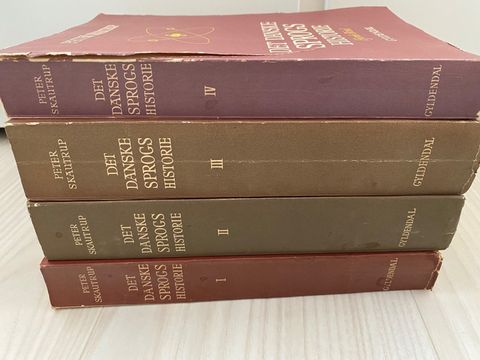 DET DANSKE
SPROGS
HISTORIE
PETER
SKAUTRUP
DET
DANSKE
SPROGS
HISTORIE
IV
GYLDENDAL
PETER
SKAUTRUP
DET
DANSKE
SPROGS
HISTORIE
III
GYLDENDAL
PETER
SKAUTRUP
DET
DANSKE
SPROGS
HISTORIE
II
GYLDENDAL
PETER
SKAUTRUP
DET
DANSKE
SPROGS
HISTORIE
I
GYLDENDAL